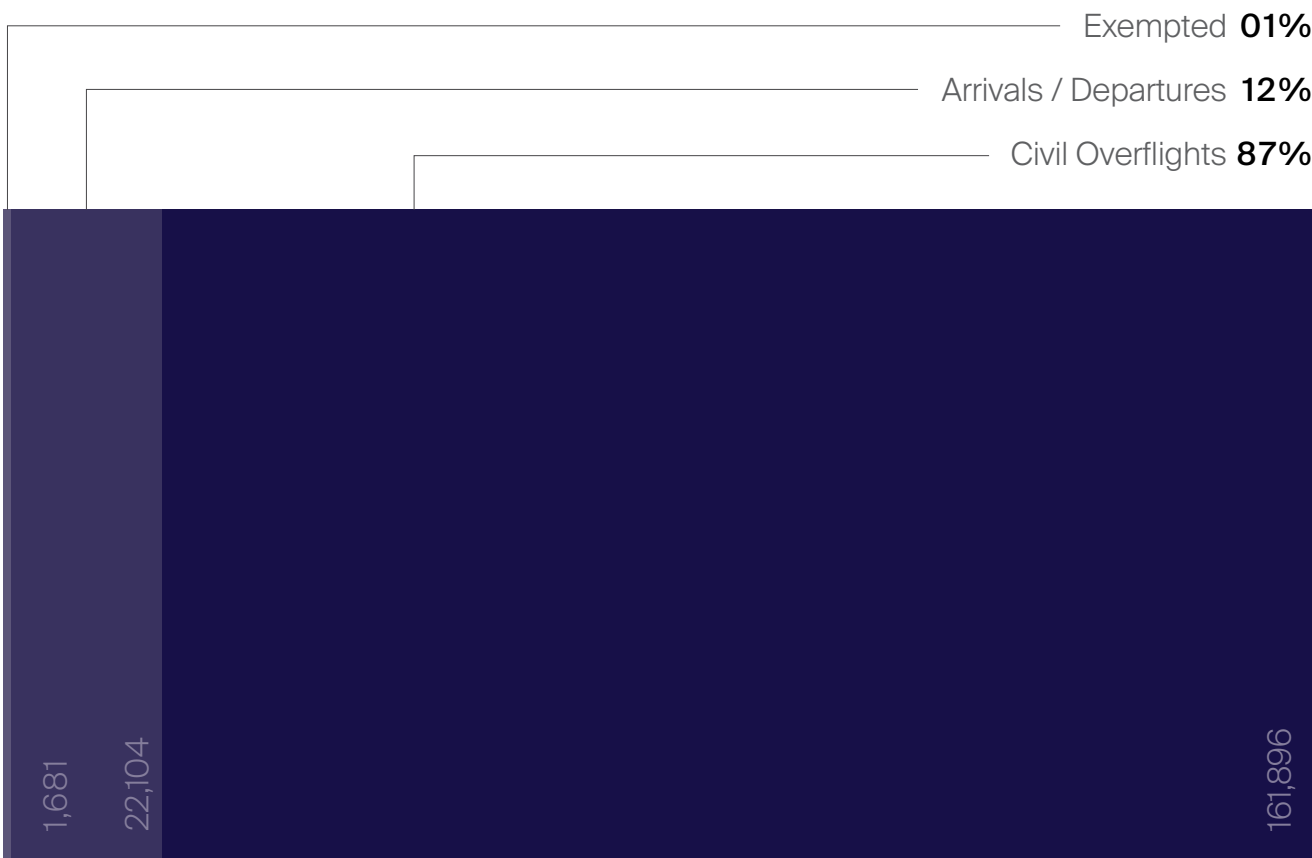 Exempted 01%
Arrivals / Departures 12%
Civil Overflights 87%
1,681
22,104
161,896